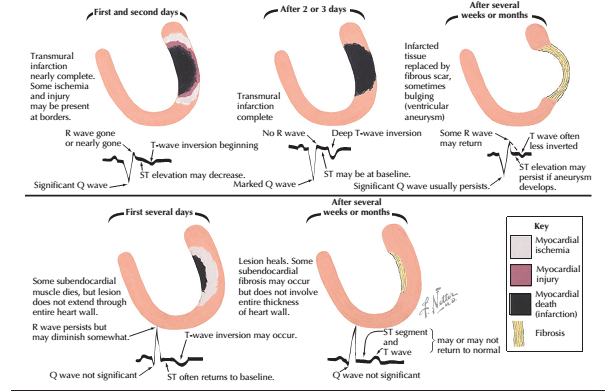 First and second days
Transmural
infarction
nearly complete.
Some ischemia
and injury
may be present
at borders.
R wave gone
or nearly gone
T-wave inversion beginning
ST elevation may decrease.
Significant Q wave
After 2 or 3 days
Transmural
infarction
complete
No R wave
Deep T-wave inversion
ST may be at baseline.
Marked Q wave
After several
weeks or months
Infarcted
tissue
replaced by
fibrous scar,
sometimes
bulging
(ventricular
aneurysm)
Some R wave
may return
T wave often
less inverted
ST elevation may
persist if aneurysm
develops.
Significant Q wave usually persists.
First several days
Some subendocardial
muscle dies, but lesion
does not extend through
entire heart wall.
R wave persists but
may diminish somewhat.
T-wave inversion may occur.
Q wave not significant
ST often returns to baseline.
After several
weeks or months
Lesion heals. Some
subendocardial
fibrosis may occur
but does not involve
entire thickness
of heart wall.
ST segment
and
T wave
may or may not
return to normal
Q wave not significant
F. Netter
M.D.
Key
Myocardial
ischemia
Myocardial
injury
Myocardial
death
(infarction)
Fibrosis